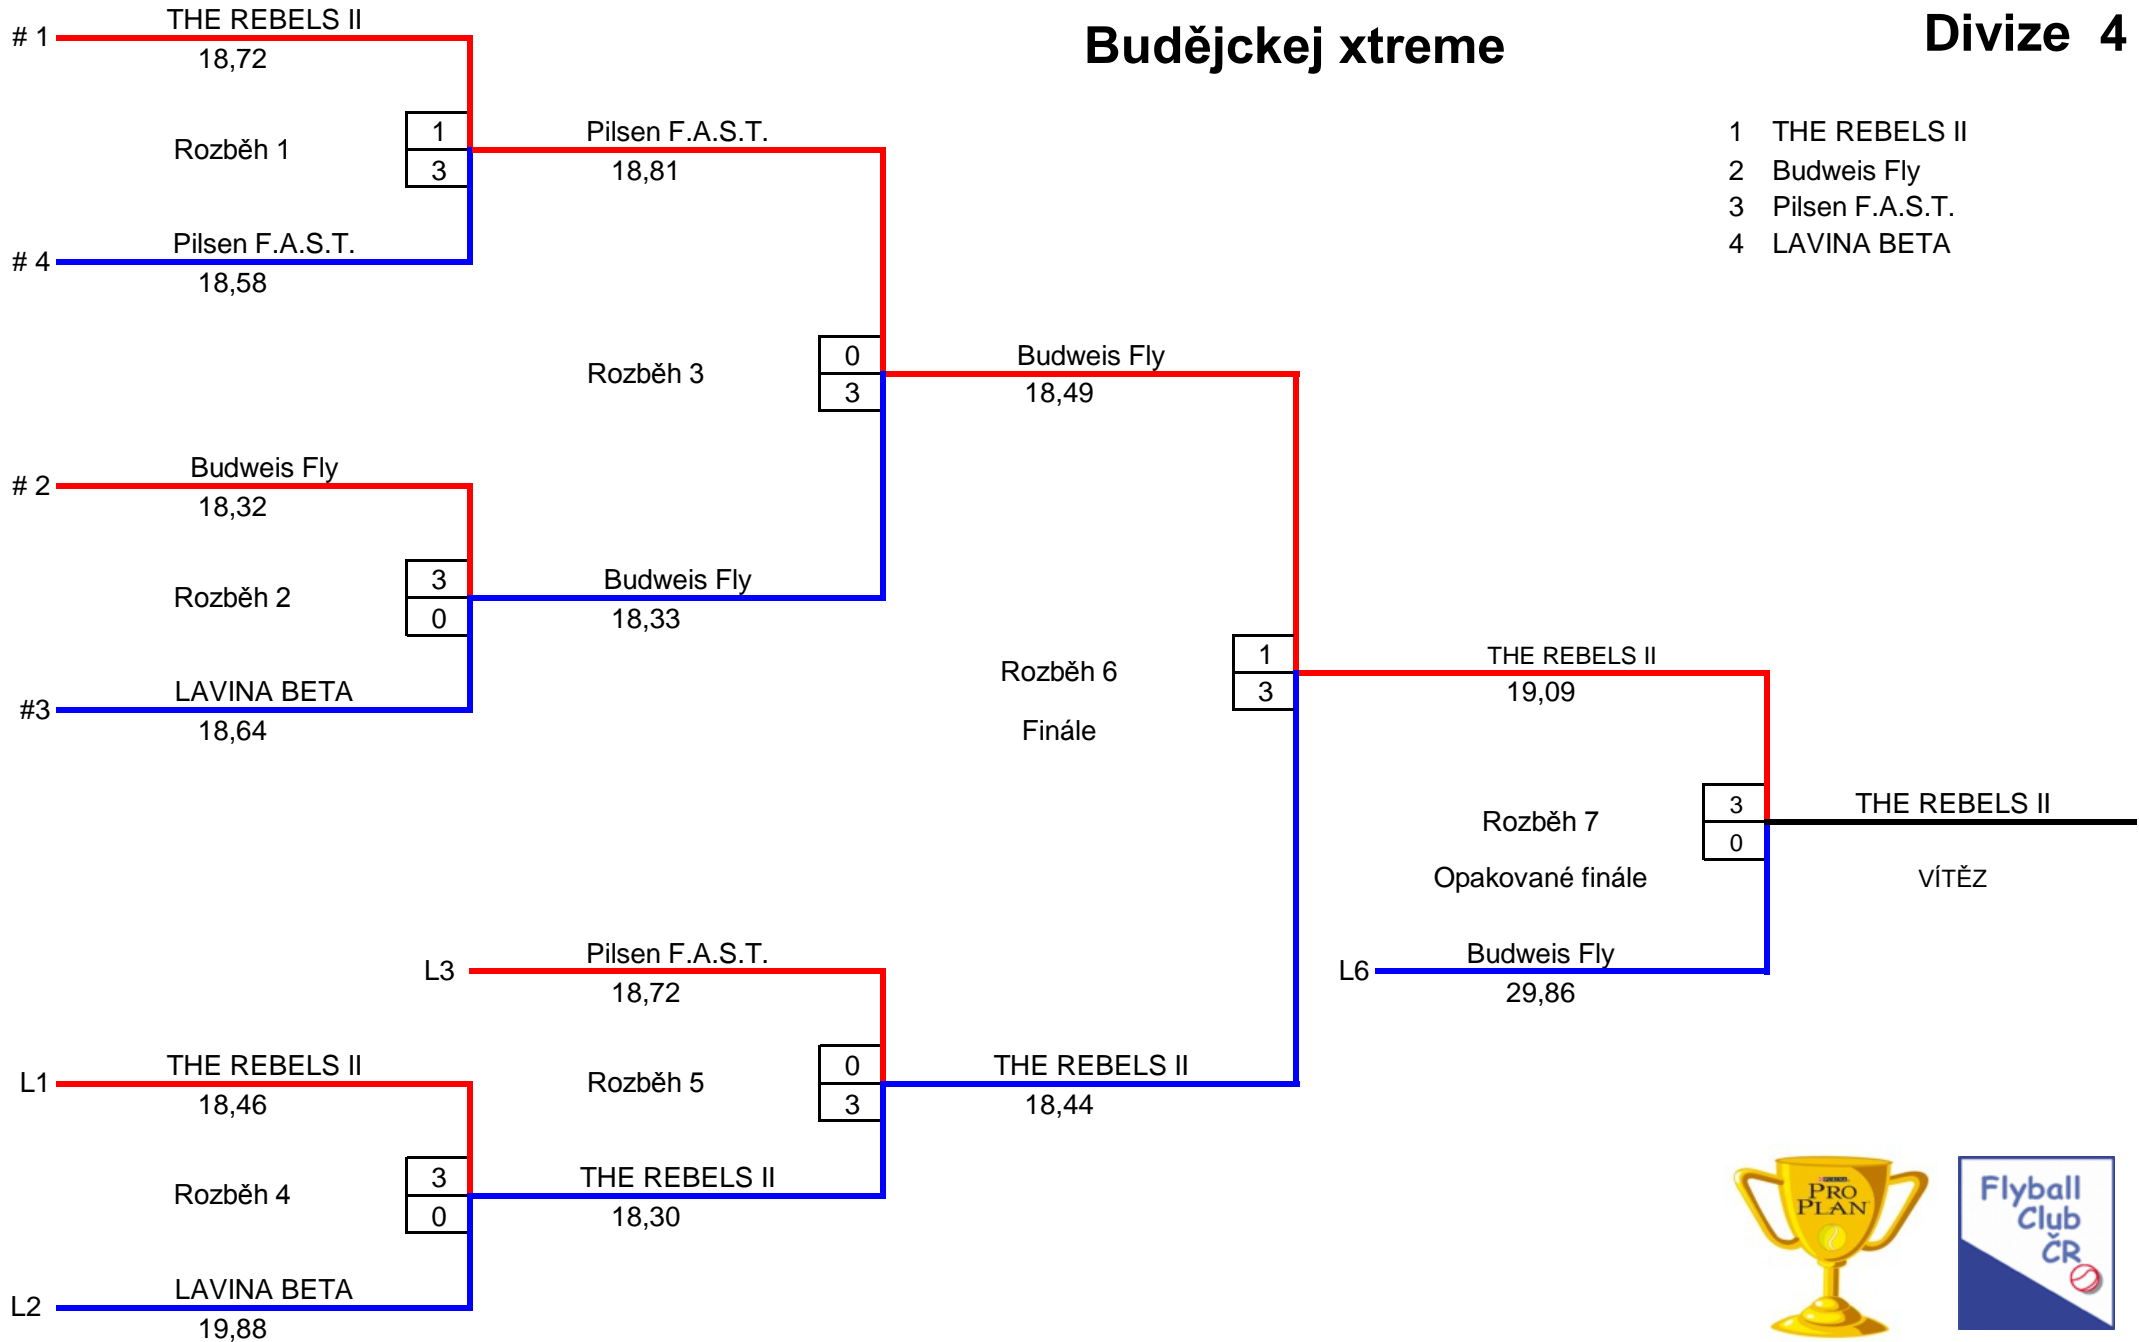 Budějckej xtreme
Divize 4
1 THE REBELS II
2 Budweis Fly
3 Pilsen F.A.S.T.
4 LAVINA BETA
# 1
THE REBELS II
18,72
Rozběh 1
1
3
# 4
Pilsen F.A.S.T.
18,58
Pilsen F.A.S.T.
18,81
Rozběh 3
0
3
# 2
Budweis Fly
18,32
Rozběh 2
3
0
#3
LAVINA BETA
18,64
Budweis Fly
18,33
Budweis Fly
18,49
Rozběh 6
Finále
1
3
THE REBELS II
19,09
Rozběh 7
Opakované finále
3
0
THE REBELS II
VÍTĚZ
L6
Budweis Fly
29,86
L3
Pilsen F.A.S.T.
18,72
Rozběh 5
0
3
THE REBELS II
18,44
L1
THE REBELS II
18,46
Rozběh 4
3
0
THE REBELS II
18,30
L2
LAVINA BETA
19,88
PRO
PLAN
Flyball
Club
ČR